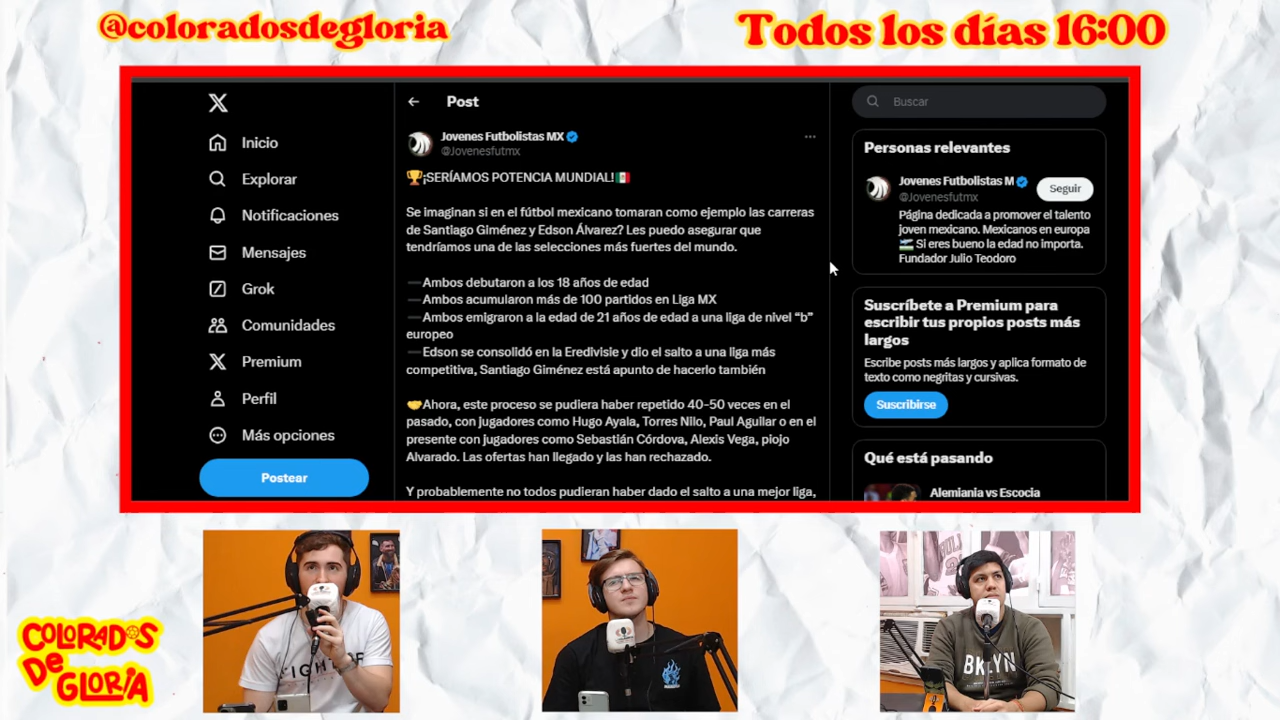 @coloradosdegloria
Todos los días 16:00
Inicio
Explorar
Notificaciones
Mensajes
Grok
Comunidades
Premium
Perfil
Más opciones
Postear
Post
Jovenes Futbolistas MX
@Jovenesfutmx
🏆¡SERÍAMOS POTENCIA MUNDIAL!🇲🇽
Se imaginan si en el fútbol mexicano tomaran como ejemplo las carreras
de Santiago Giménez y Edson Álvarez? Les puedo asegurar que
tendríamos una de las selecciones más fuertes del mundo.
➖Ambos debutaron a los 18 años de edad
➖Ambos acumularon más de 100 partidos en Liga MX
➖Ambos emigraron a la edad de 21 años de edad a una liga de nivel “b”
europeo
➖Edson se consolidó en la Eredivisie y dio el salto a una liga más
competitiva, Santiago Giménez está apunto de hacerlo también
🤝Ahora, este proceso se pudiera haber repetido 40-50 veces en el
pasado, con jugadores como Hugo Ayala, Torres Nilo, Paul Aguilar o en el
presente con jugadores como Sebastián Córdova, Alexis Vega, piojo
Alvarado. Las ofertas han llegado y las han rechazado.
Y probablemente no todos pudieran haber dado el salto a una mejor liga,
Buscar
Personas relevantes
Jovenes Futbolistas M
@Jovenesfutmx
Seguir
Página dedicada a promover el talento
joven mexicano. Mexicanos en europa
Si eres bueno la edad no importa.
Fundador Julio Teodoro
Suscríbete a Premium para
escribir tus propios posts más
largos
Escribe posts más largos y aplica formato de
texto como negritas y cursivas.
Suscribirse
Qué está pasando
Alemiania vs Escocia
COLORADOS
De
GLORIA
BKLYN